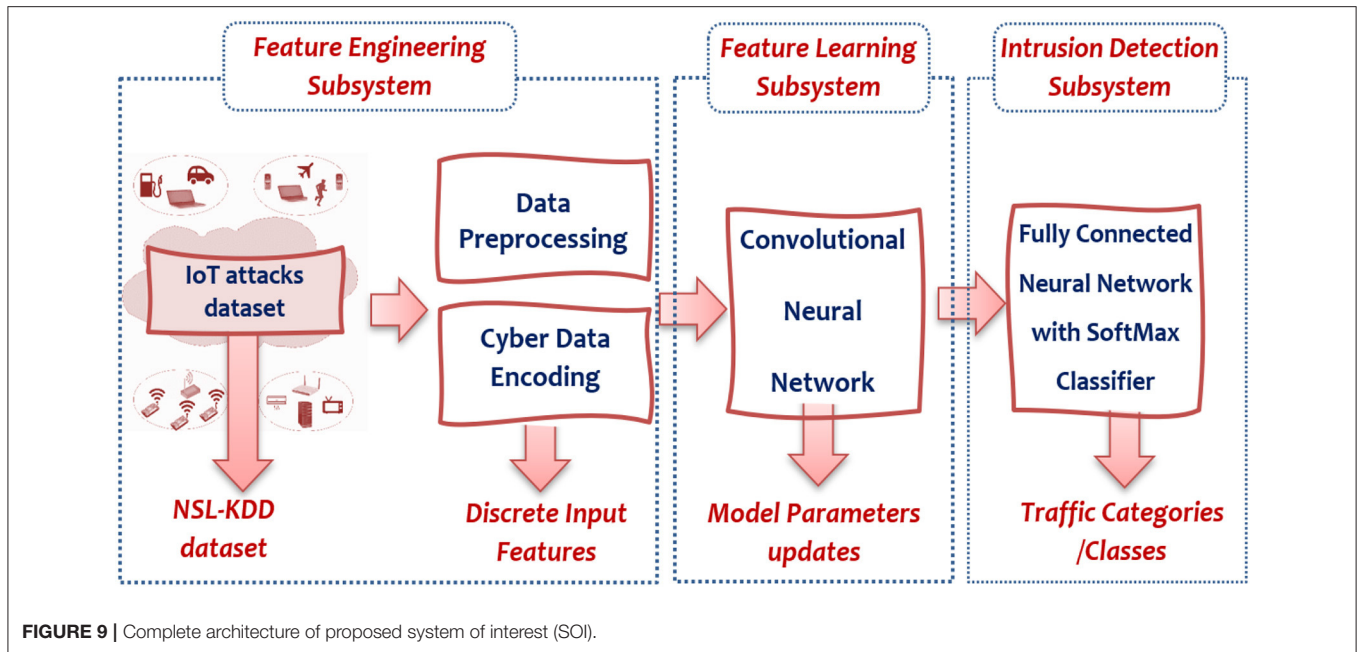 Feature Engineering
Subsystem
Feature Learning
Subsystem
Intrusion Detection
Subsystem
IoT attacks
dataset
Data
Preprocessing
Cyber Data
Encoding
Convolutional
Neural
Network
Fully Connected
Neural Network
with SoftMax
Classifier
NSL-KDD
dataset
Discrete Input
Features
Model Parameters
updates
Traffic Categories
/Classes
FIGURE 9 | Complete architecture of proposed system of interest (SOI).